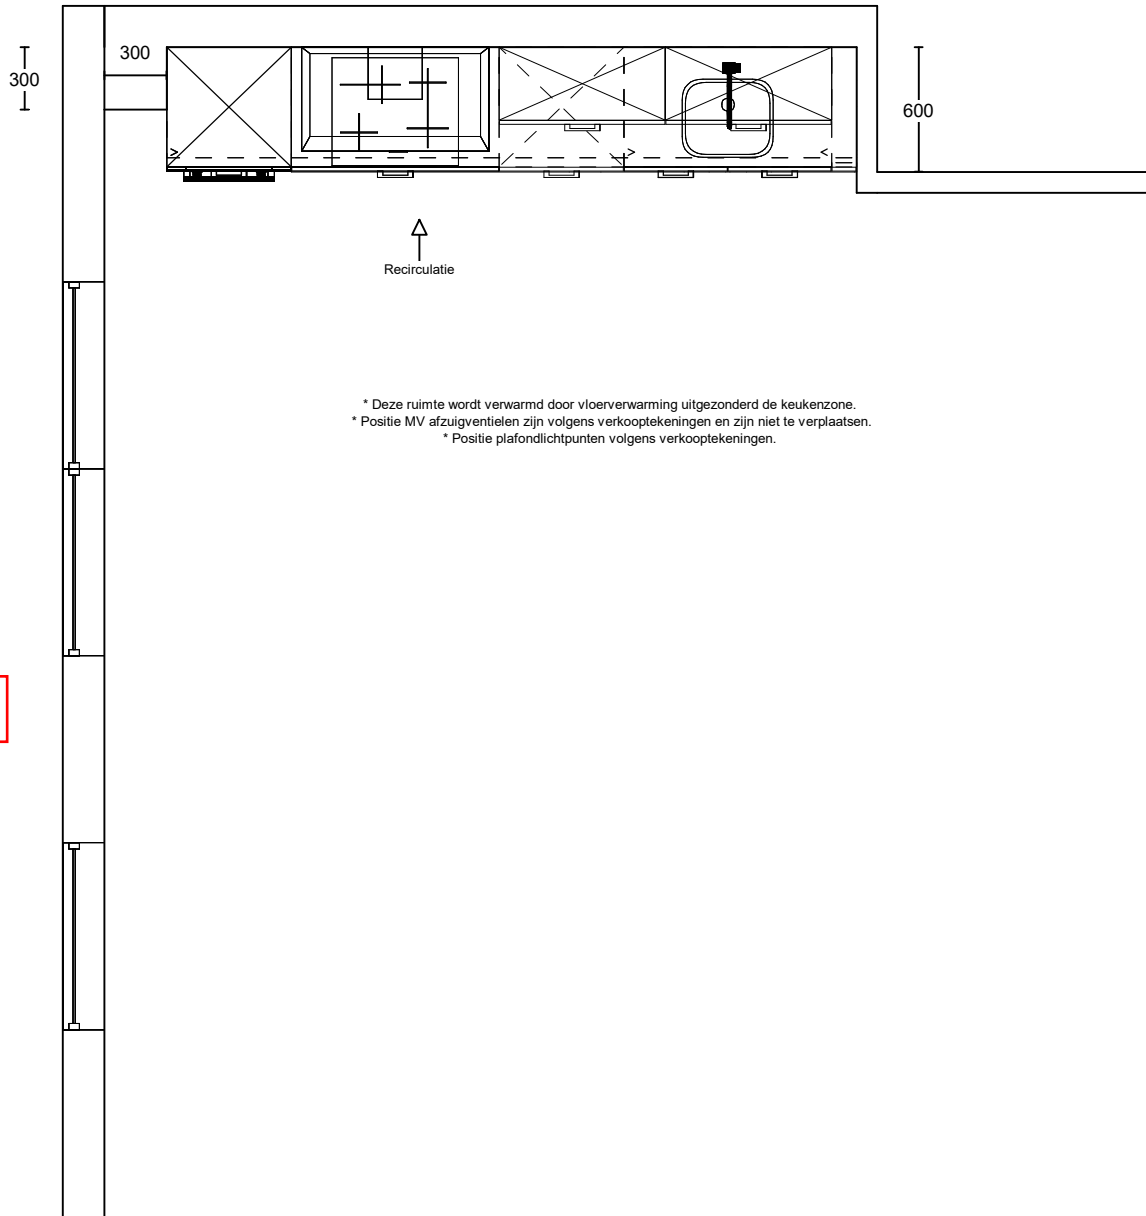 300
300
600
Recirculatie
* Deze ruimte wordt verwarmd door vloerverwarming uitgezonderd de keukenzone.
* Positie MV afzuigventielen zijn volgens verkooptekeningen en zijn niet te verplaatsen.
* Positie plafondlichtpunten volgens verkooptekeningen.